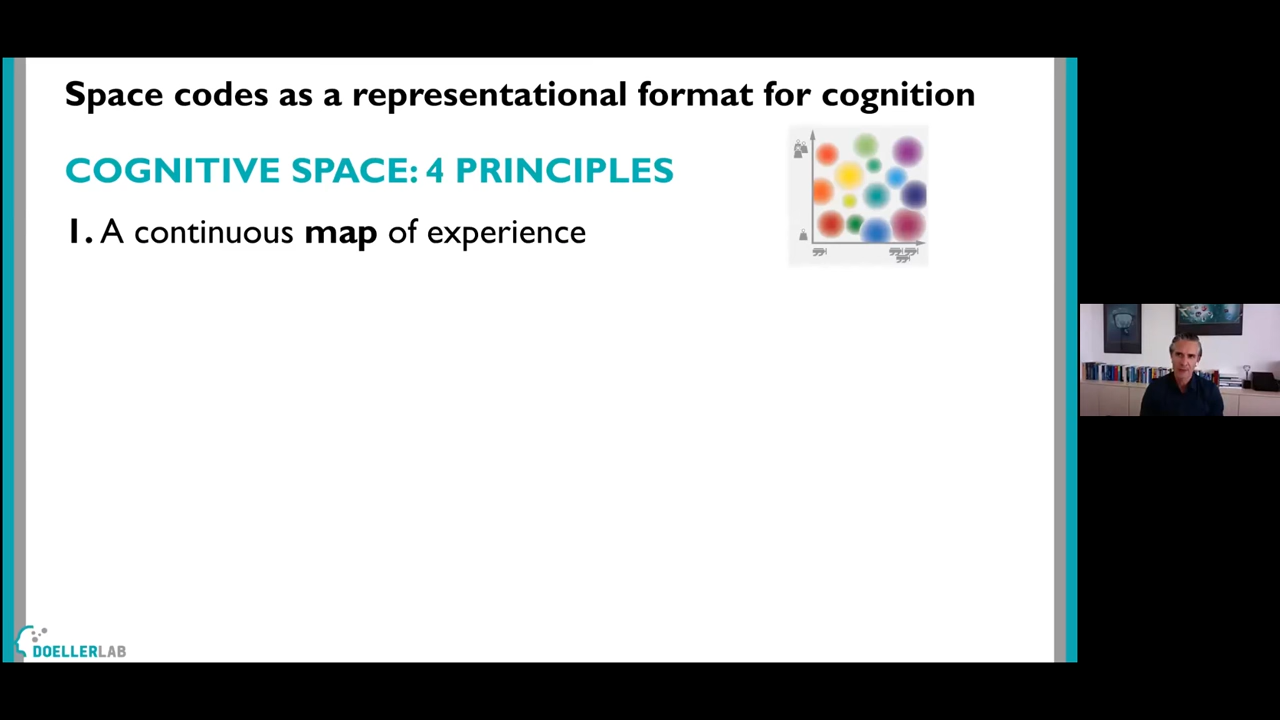 Space codes as a representational format for cognition
COGNITIVE SPACE: 4 PRINCIPLES
1. A continuous map of experience
DOELLERLAB